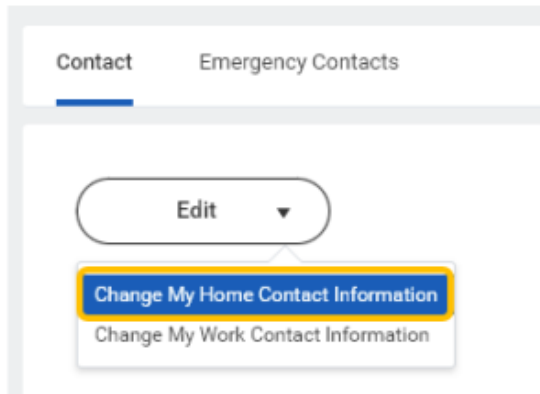 Contact Emergency Contacts
Edit
Change My Home Contact Information
Change My Work Contact Information